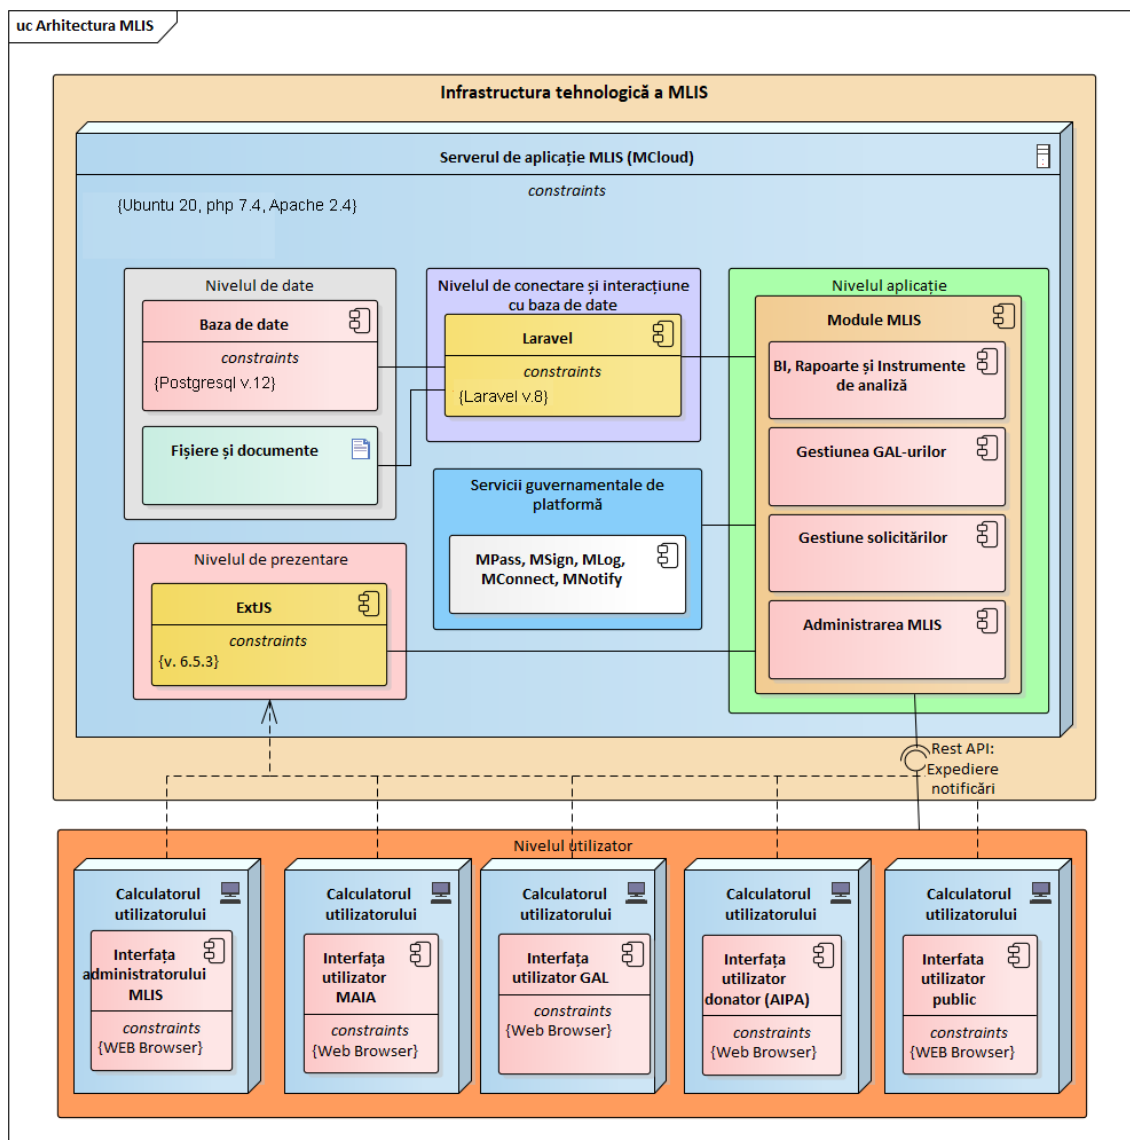 uc Arhitectura MLIS
Infrastructura tehnologică a MLIS
Serverul de aplicație MLIS (MCloud)
constraints
{Ubuntu 20, php 7.4, Apache 2.4}
Nivelul de date
Baza de date
constraints
{Postgresql v.12}
Fișiere și documente
Nivelul de conectare și interacțiune
cu baza de date
Laravel
constraints
{Laravel v.8}
Nivelul aplicație
Module MLIS
BI, Rapoarte și Instrumente
de analiză
Gestiunea GAL-urilor
Gestiune solicitărilor
Administrarea MLIS
Servicii guvernamentale de
platformă
MPass, MSign, MLog,
MConnect, MNotify
Nivelul de prezentare
ExtJS
constraints
{v. 6.5.3}
Rest API:
Expediere
notificări
Nivelul utilizator
Calculatorul
utilizatorului
Interfața
administratorului
MLIS
constraints
{WEB Browser}
Calculatorul
utilizatorului
Interfața
utilizator
MAIA
constraints
{Web Browser}
Calculatorul
utilizatorului
Interfața
utilizator GAL
constraints
{Web Browser}
Calculatorul
utilizatorului
Interfața
utilizator
donator (AIPA)
constraints
{Web Browser}
Calculatorul
utilizatorului
Interfata
utilizator
public
constraints
{WEB Browser}